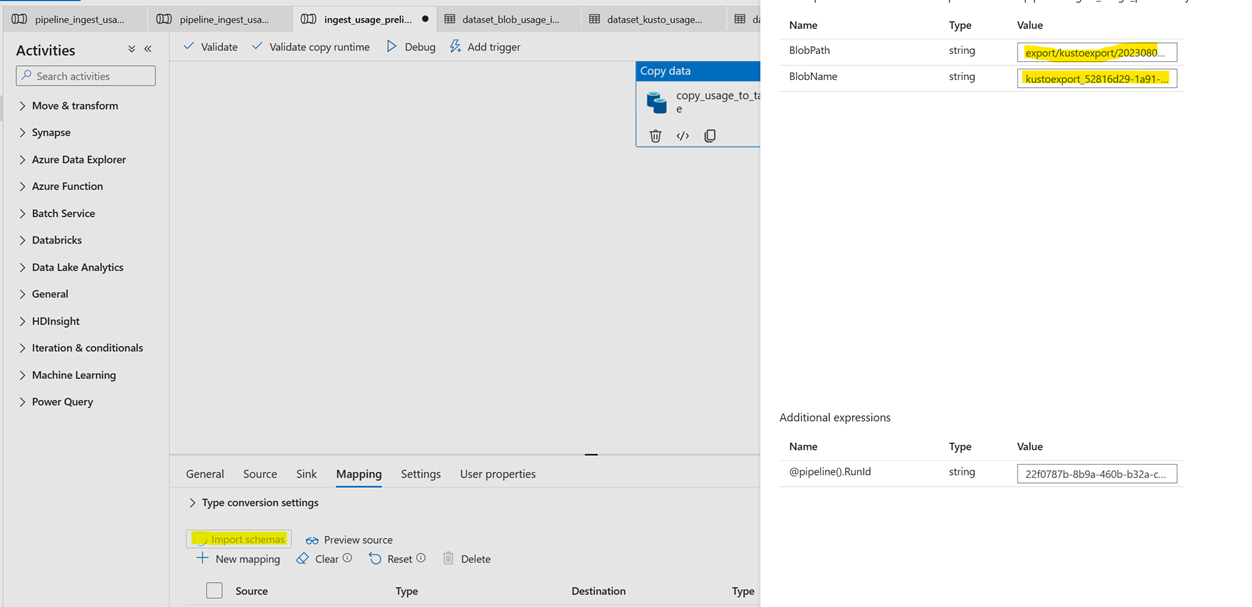 pipeline_ingest_usa...
pipeline_ingest_usa...
ingest_usage_preli...
dataset_blob_usage_i...
dataset_kusto_usage...
Activities
Search activities
Move & transform
Synapse
Azure Data Explorer
Azure Function
Batch Service
Databricks
Data Lake Analytics
General
HDInsight
Iteration & conditionals
Machine Learning
Power Query
Validate
Validate copy runtime
Debug
Add trigger
Copy data
copy_usage_to_ta
e
General
Source
Sink
Mapping
Settings
User properties
Type conversion settings
Import schemas
Preview source
New mapping
Clear
Reset
Delete
Source
Type
Destination
Type
Name Type Value
BlobPath string export/kustoexport/2023080...
BlobName string kustoexport_52816d29-1a91-...
Additional expressions
Name Type Value
@pipeline().RunId string 22f0787b-8b9a-460b-b32a-c...